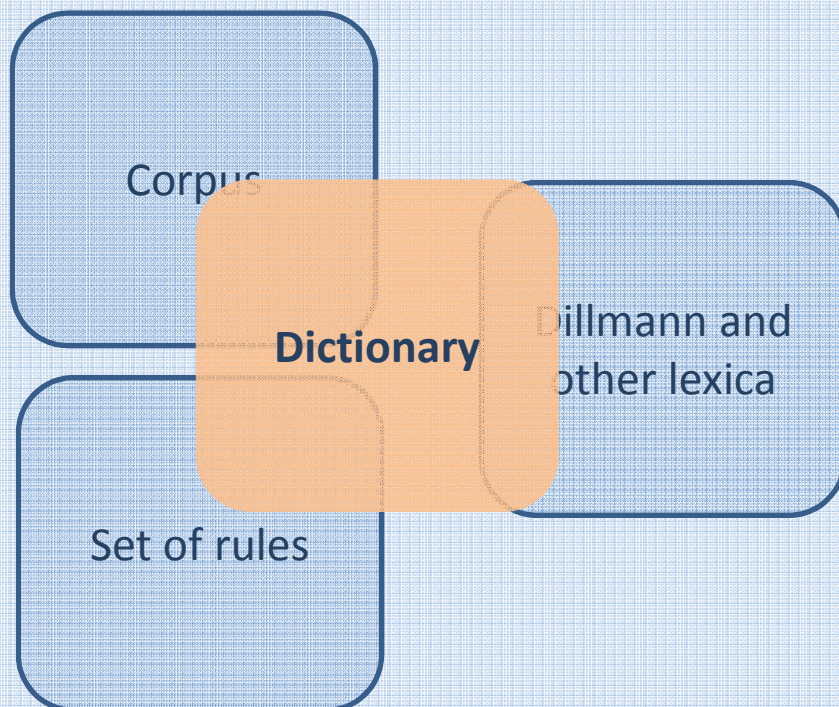 Corpus
Dictionary
Dillmann and
other lexica
Set of rules